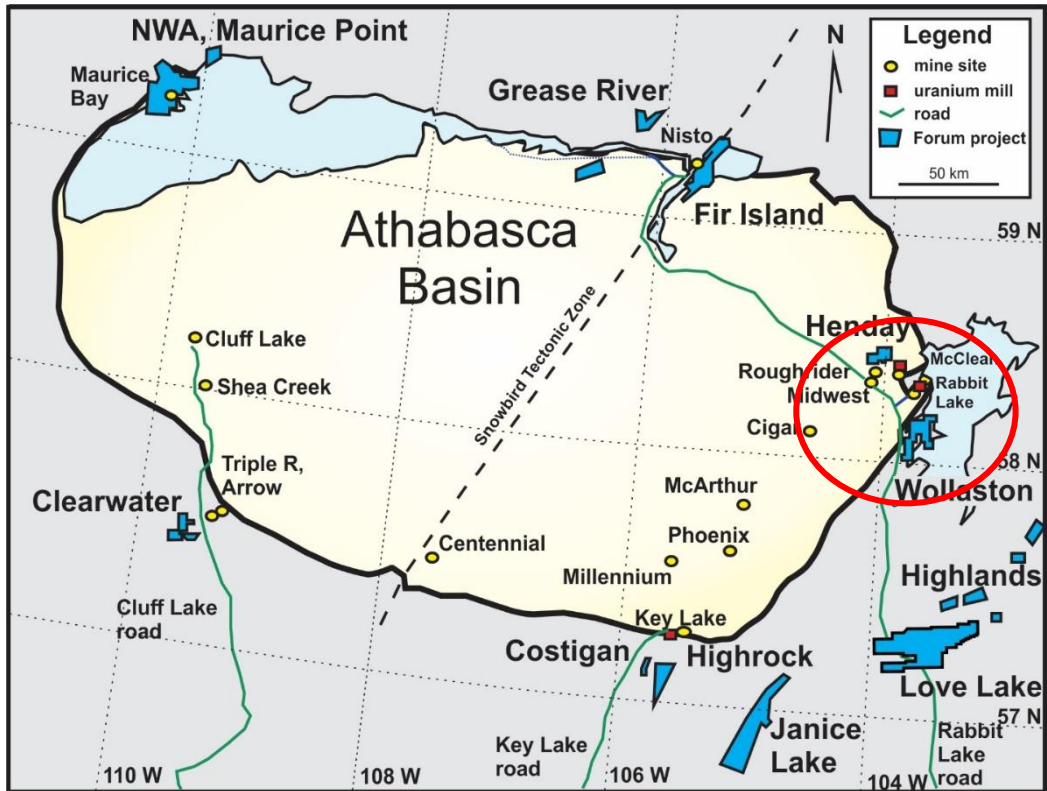 NWA, Maurice Point
Maurice
Bay
Grease River
Nisto
N
Legend
mine site
uranium mill
road
Forum project
50 km
Fir Island
59 N
Athabasca
Basin
Snowbird Tectonic Zone
Henday
McClean
Roughrider
Rabbit
Lake
Midwest
Cigar
58 N
Wollaston
Cluff Lake
Shea Creek
Triple R,
Arrow
Clearwater
McArthur
Phoenix
Centennial
Millennium
Highlands
Cluff Lake
road
Key Lake
Costigan
Highrock
Love Lake
57 N
Janice
Lake
Key Lake
road
Rabbit
Lake
road
110 W
108 W
106 W
104 W